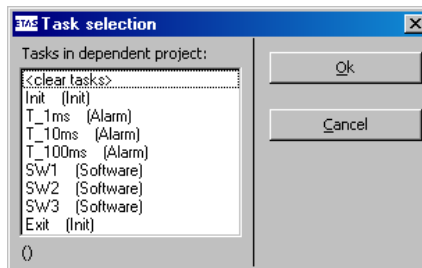 ETAS Task selection
Tasks in dependent project:
<clear tasks>
Init (Init)
T_1ms (Alarm)
T_10ms (Alarm)
T_100ms (Alarm)
SW1 (Software)
SW2 (Software)
SW3 (Software)
Exit (Init)
()
Ok
Cancel